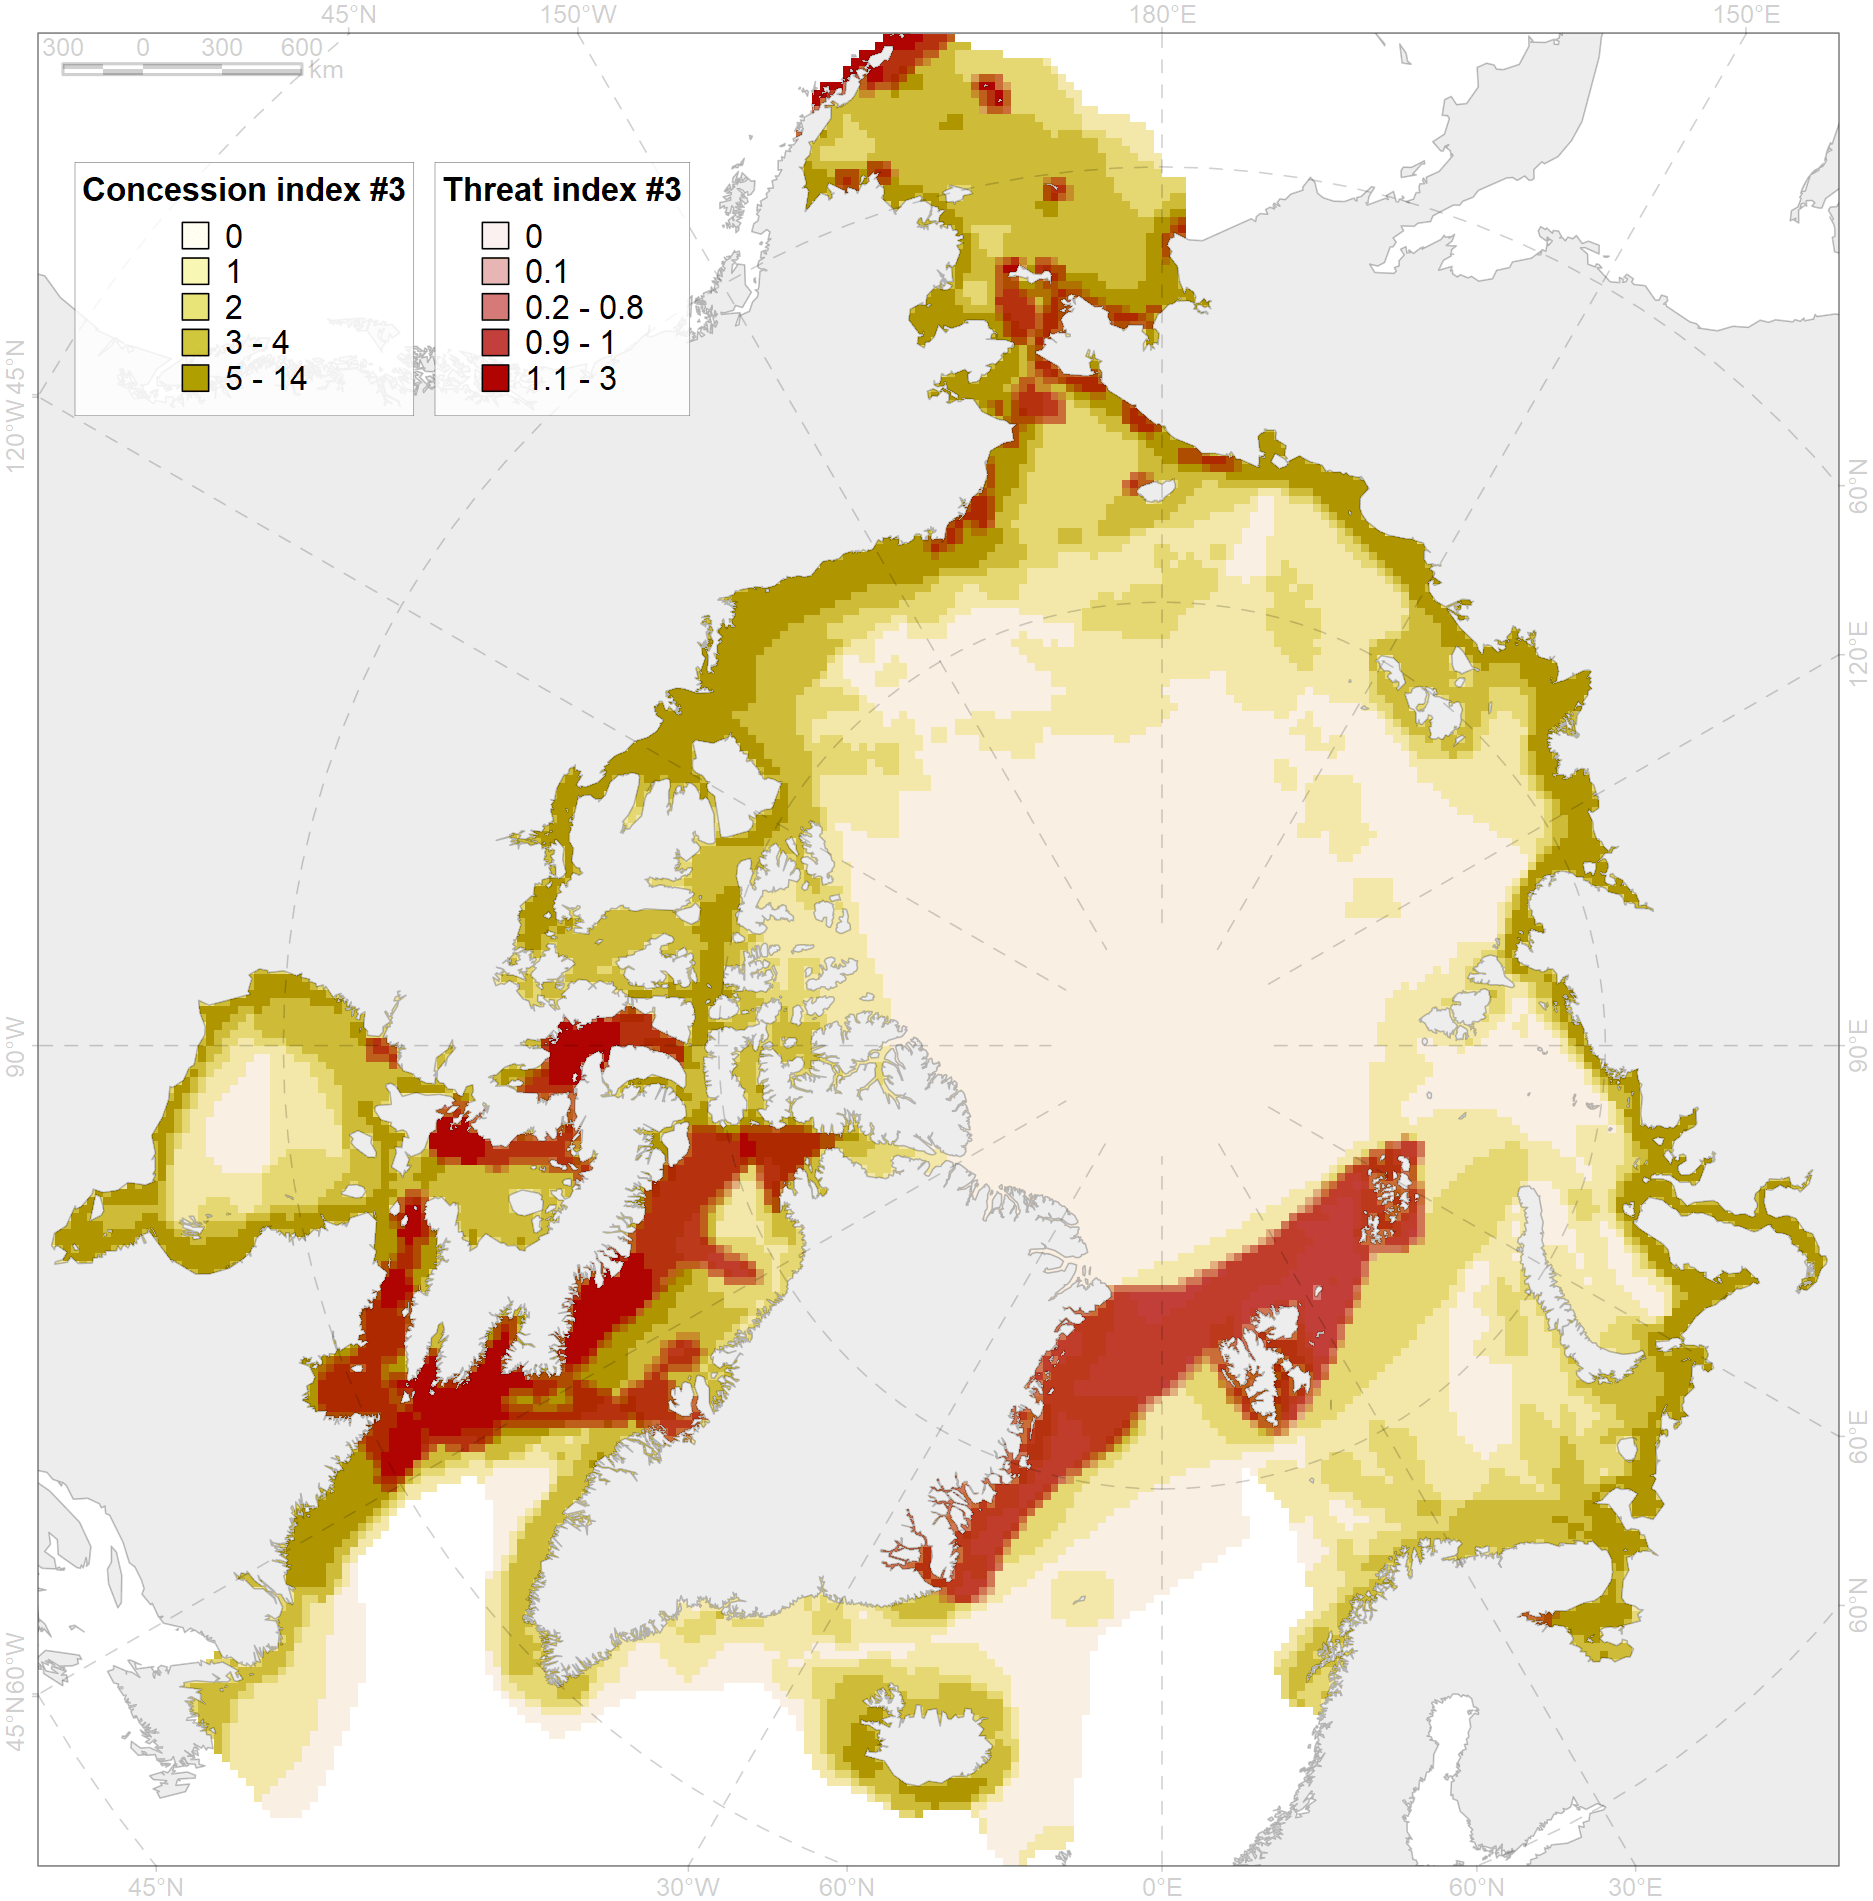 45°N 150°W 180°E 150°E
300 0 300 600
km
Concession index #3
0
1
2
3 - 4
5 - 14
Threat index #3
0
0.1
0.2 - 0.8
0.9 - 1
1.1 - 3
45°N
120°W
90°W
60°W
45°N
60°N
120°E
90°E
60°E
60°N
45°N 30°W 60°N 0°E 60°N 30°E